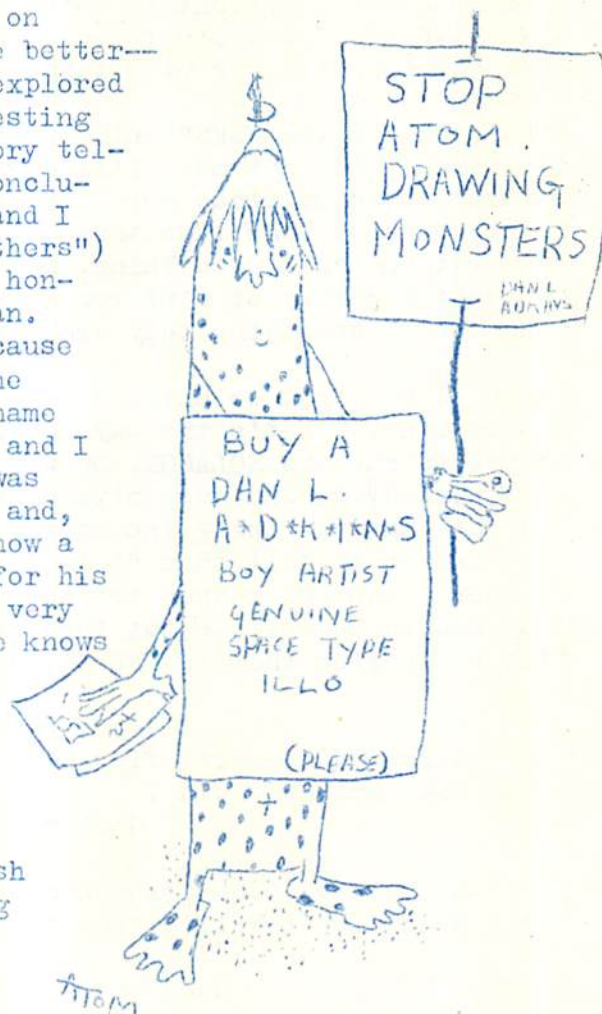 on
e better--
explored
esting
ory tel-
onclu-
and I
thers")
hon-
an.
cause
he
name
and I
was
and,
now a
for his
very
e knows
sh
g
STOP
ATOM.
DRAWING
MONSTERS
DAN L.
BUY A
DAN L.
A*D*K*I*N*S
BOY ARTIST
GENUINE
SPACE TYPE
ILLO
(PLEASE)
ATOM